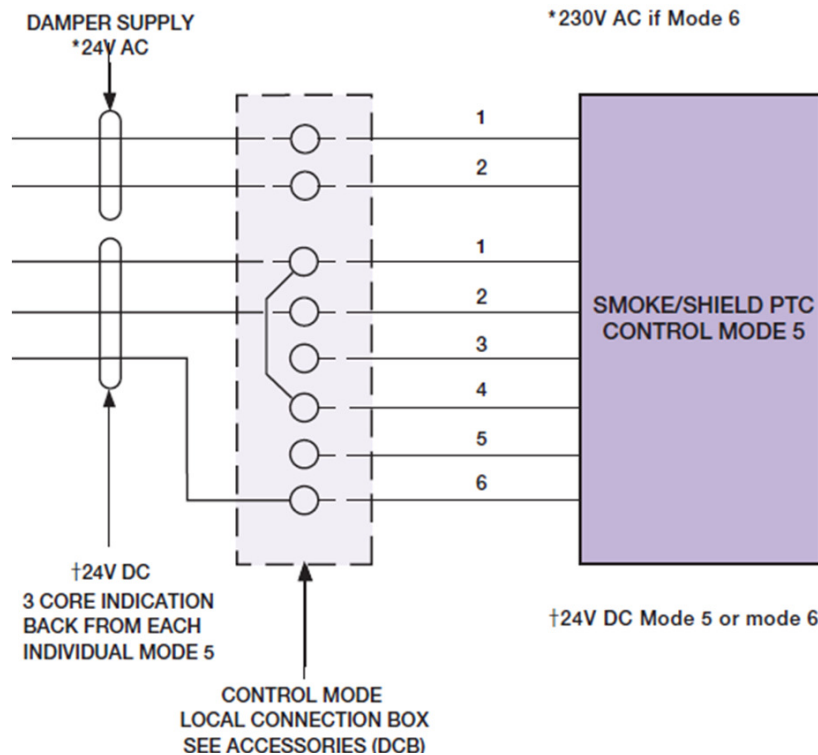 DAMPER SUPPLY
*24V AC
*230V AC if Mode 6
1
2
1
2
3
4
5
6
SMOKE/SHIELD PTC
CONTROL MODE 5
†24V DC
3 CORE INDICATION
BACK FROM EACH
INDIVIDUAL MODE 5
†24V DC Mode 5 or mode 6
CONTROL MODE
LOCAL CONNECTION BOX
SEE ACCESSORIES (DCB)